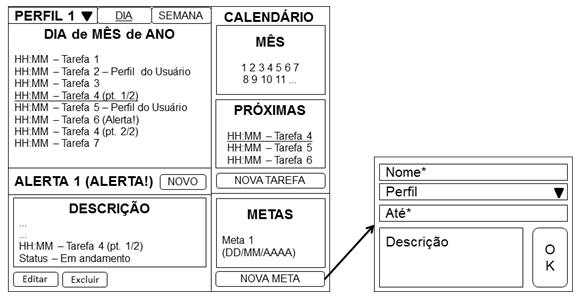 PERFIL 1 ▼ DIA SEMANA
DIA de MÊS de ANO
HH:MM – Tarefa 1
HH:MM – Tarefa 2 – Perfil do Usuário
HH:MM – Tarefa 3
HH:MM – Tarefa 4 (pt. 1/2)
HH:MM – Tarefa 5 – Perfil do Usuário
HH:MM – Tarefa 6 (Alerta!)
HH:MM – Tarefa 4 (pt. 2/2)
HH:MM – Tarefa 7
ALERTA 1 (ALERTA!) NOVO
DESCRIÇÃO
...
...
HH:MM – Tarefa 4 (pt. 1/2)
Status – Em andamento
Editar Excluir
CALENDÁRIO
MÊS
1 2 3 4 5 6 7
8 9 10 11 ...
PRÓXIMAS
HH:MM – Tarefa 4
HH:MM – Tarefa 5
HH:MM – Tarefa 6
NOVA TAREFA
METAS
Meta 1
(DD/MM/AAAA)
NOVA META
Nome*
Perfil ▼
Até*
Descrição
O
K